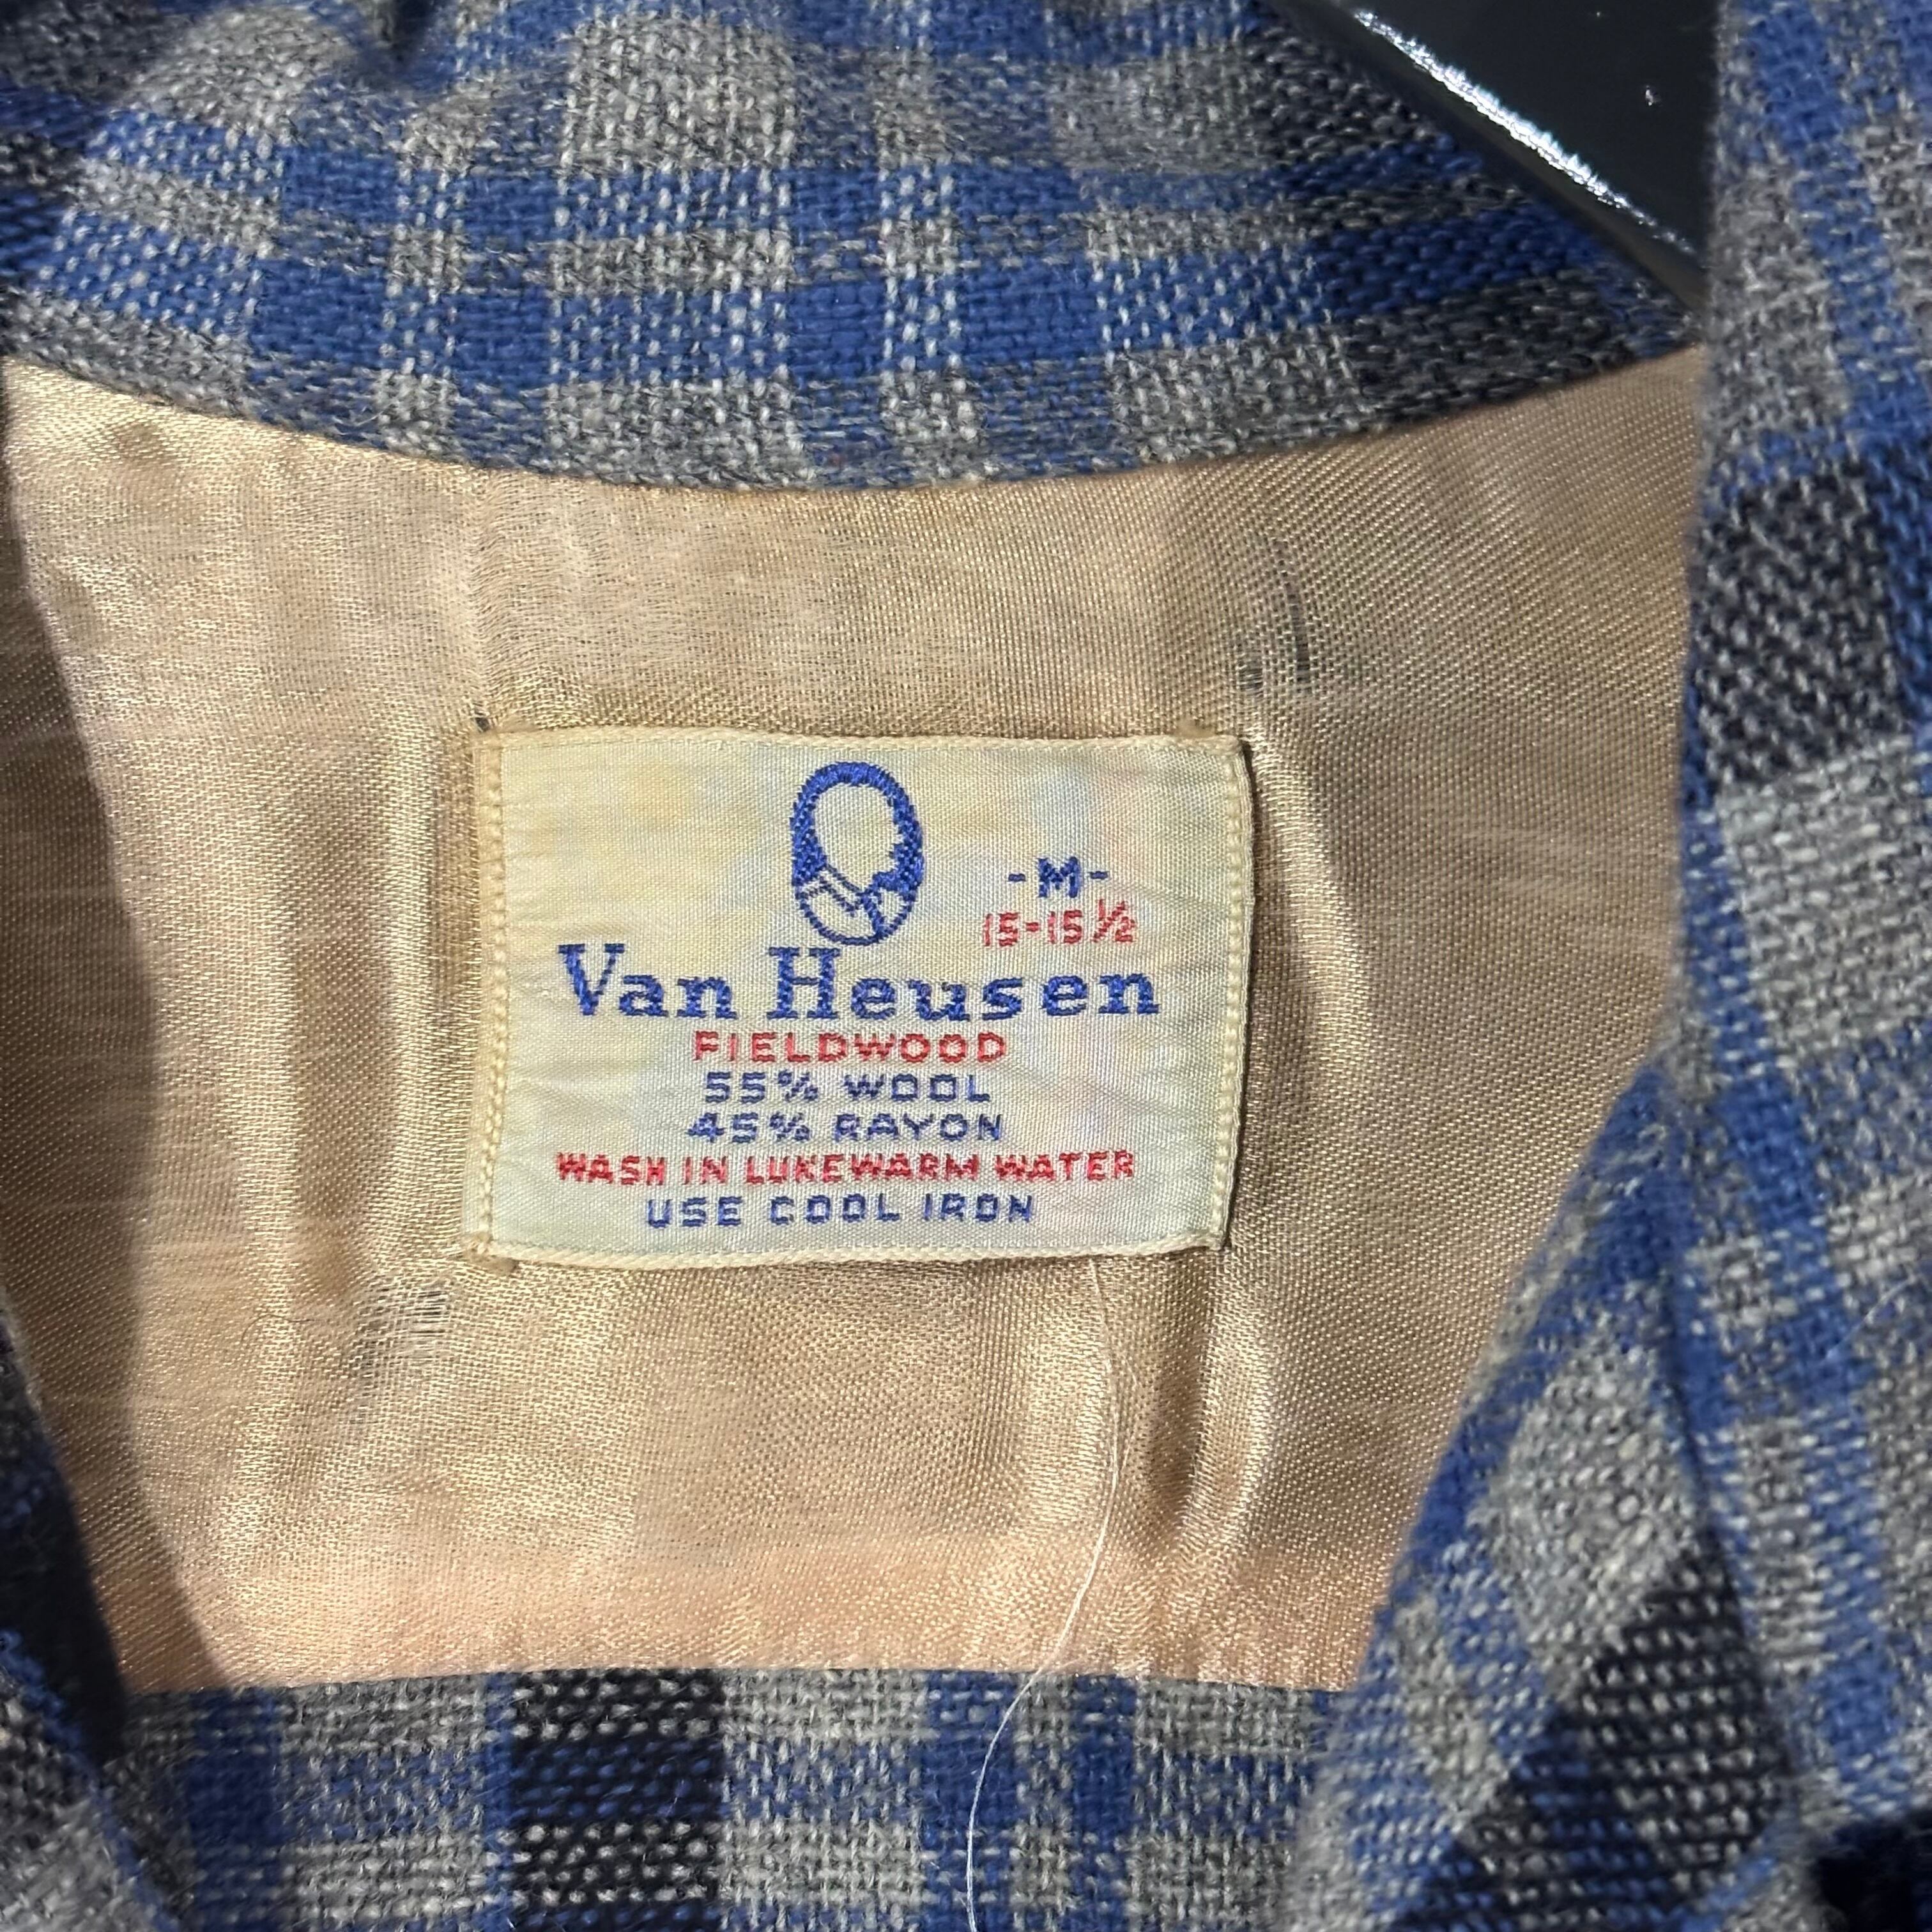 -M-
15-15½
Van Heusen
FIELDWOOD
55% WOOL
45% RAYON
WASH IN LUKEWARM WATER
USE COOL IRON